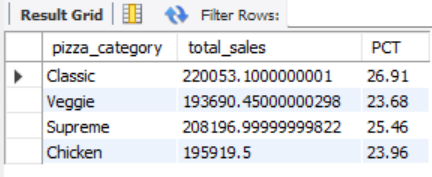 Result Grid Filter Rows:
pizza_category total_sales PCT
Classic 220053.1000000001 26.91
Veggie 193690.45000000298 23.68
Supreme 208196.99999999822 25.46
Chicken 195919.5 23.96